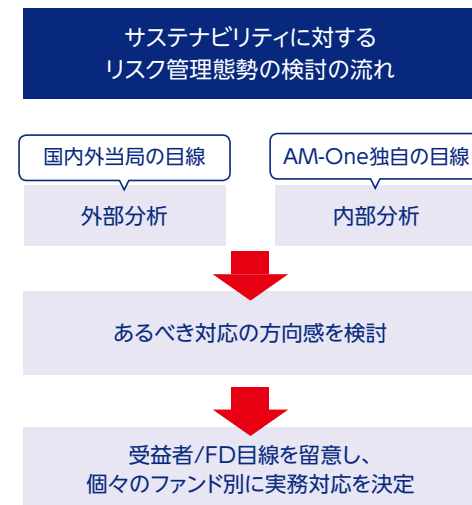 サステナビリティに対する
リスク管理態勢の検討の流れ
国内外当局の目線
AM-One独自の目線
外部分析
内部分析
あるべき対応の方向感を検討
受益者/FD目線を留意し、
個々のファンド別に実務対応を決定